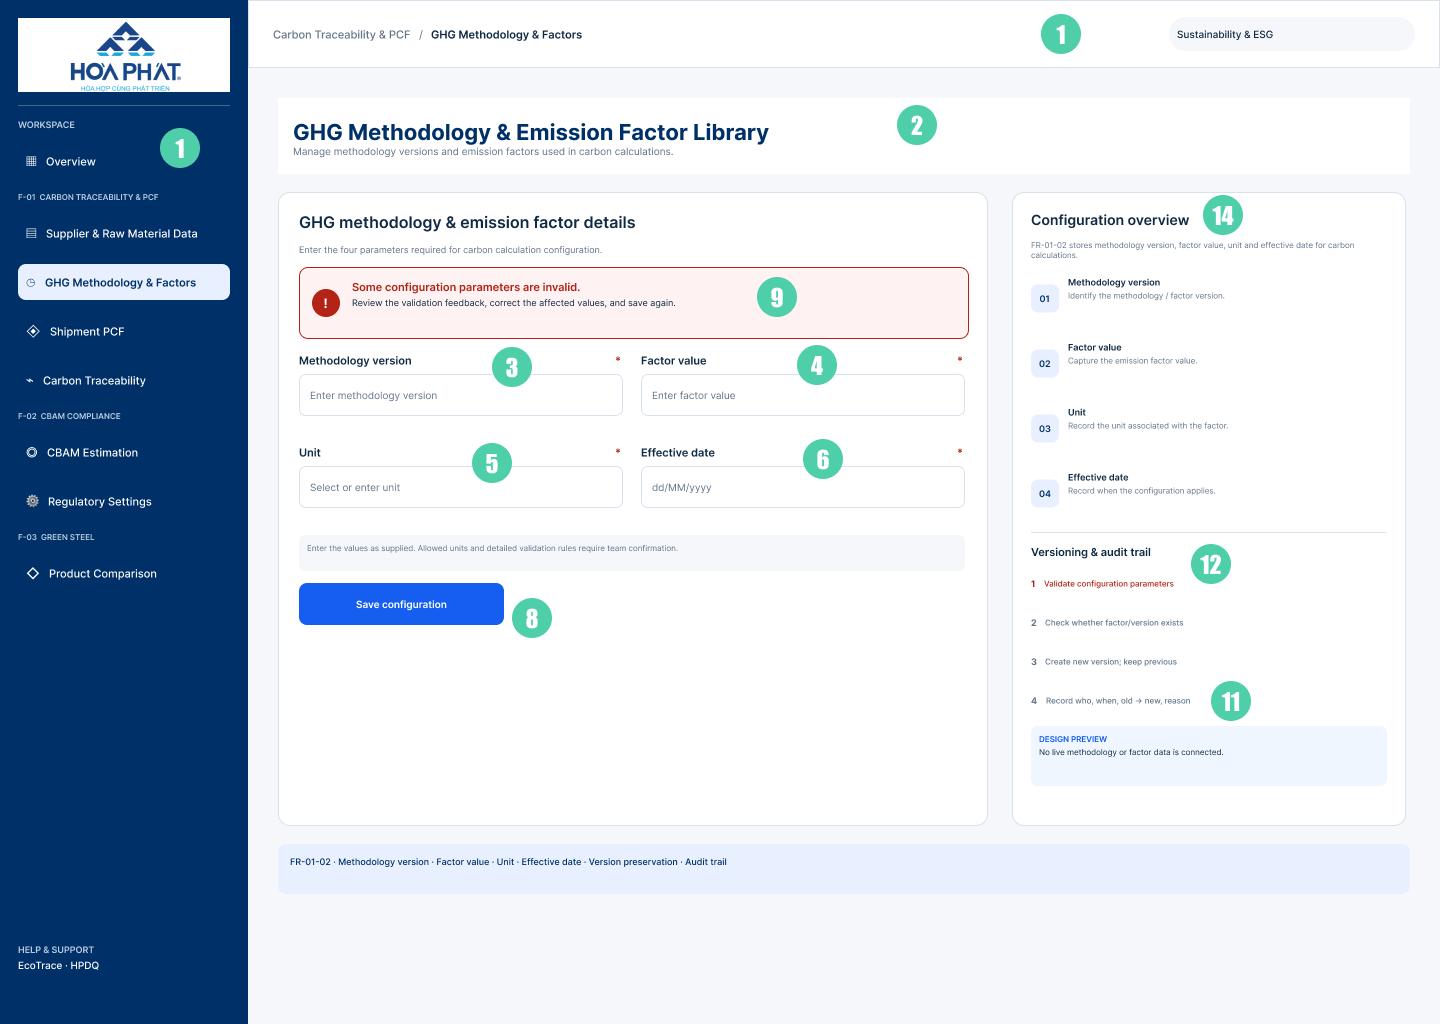 HÒA PHÁT
HÒA HỢP CÙNG PHÁT TRIỂN
WORKSPACE
1
Overview
F-01 CARBON TRACEABILITY & PCF
Supplier & Raw Material Data
GHG Methodology & Factors
Shipment PCF
Carbon Traceability
F-02 CBAM COMPLIANCE
CBAM Estimation
Regulatory Settings
F-03 GREEN STEEL
Product Comparison
HELP & SUPPORT
EcoTrace · HPDQ
Carbon Traceability & PCF / GHG Methodology & Factors
1
Sustainability & ESG
GHG Methodology & Emission Factor Library
2
Manage methodology versions and emission factors used in carbon calculations.
GHG methodology & emission factor details
Enter the four parameters required for carbon calculation configuration.
!
Some configuration parameters are invalid.
Review the validation feedback, correct the affected values, and save again.
9
Methodology version *
3
Enter methodology version
Factor value *
4
Enter factor value
Unit *
5
Select or enter unit
Effective date *
6
dd/MM/yyyy
Enter the values as supplied. Allowed units and detailed validation rules require team confirmation.
Save configuration
8
Configuration overview
14
FR-01-02 stores methodology version, factor value, unit and effective date for carbon
calculations.
01
Methodology version
Identify the methodology / factor version.
02
Factor value
Capture the emission factor value.
03
Unit
Record the unit associated with the factor.
04
Effective date
Record when the configuration applies.
Versioning & audit trail
12
1 Validate configuration parameters
2 Check whether factor/version exists
3 Create new version; keep previous
4 Record who, when, old → new, reason
11
DESIGN PREVIEW
No live methodology or factor data is connected.
FR-01-02 · Methodology version · Factor value · Unit · Effective date · Version preservation · Audit trail